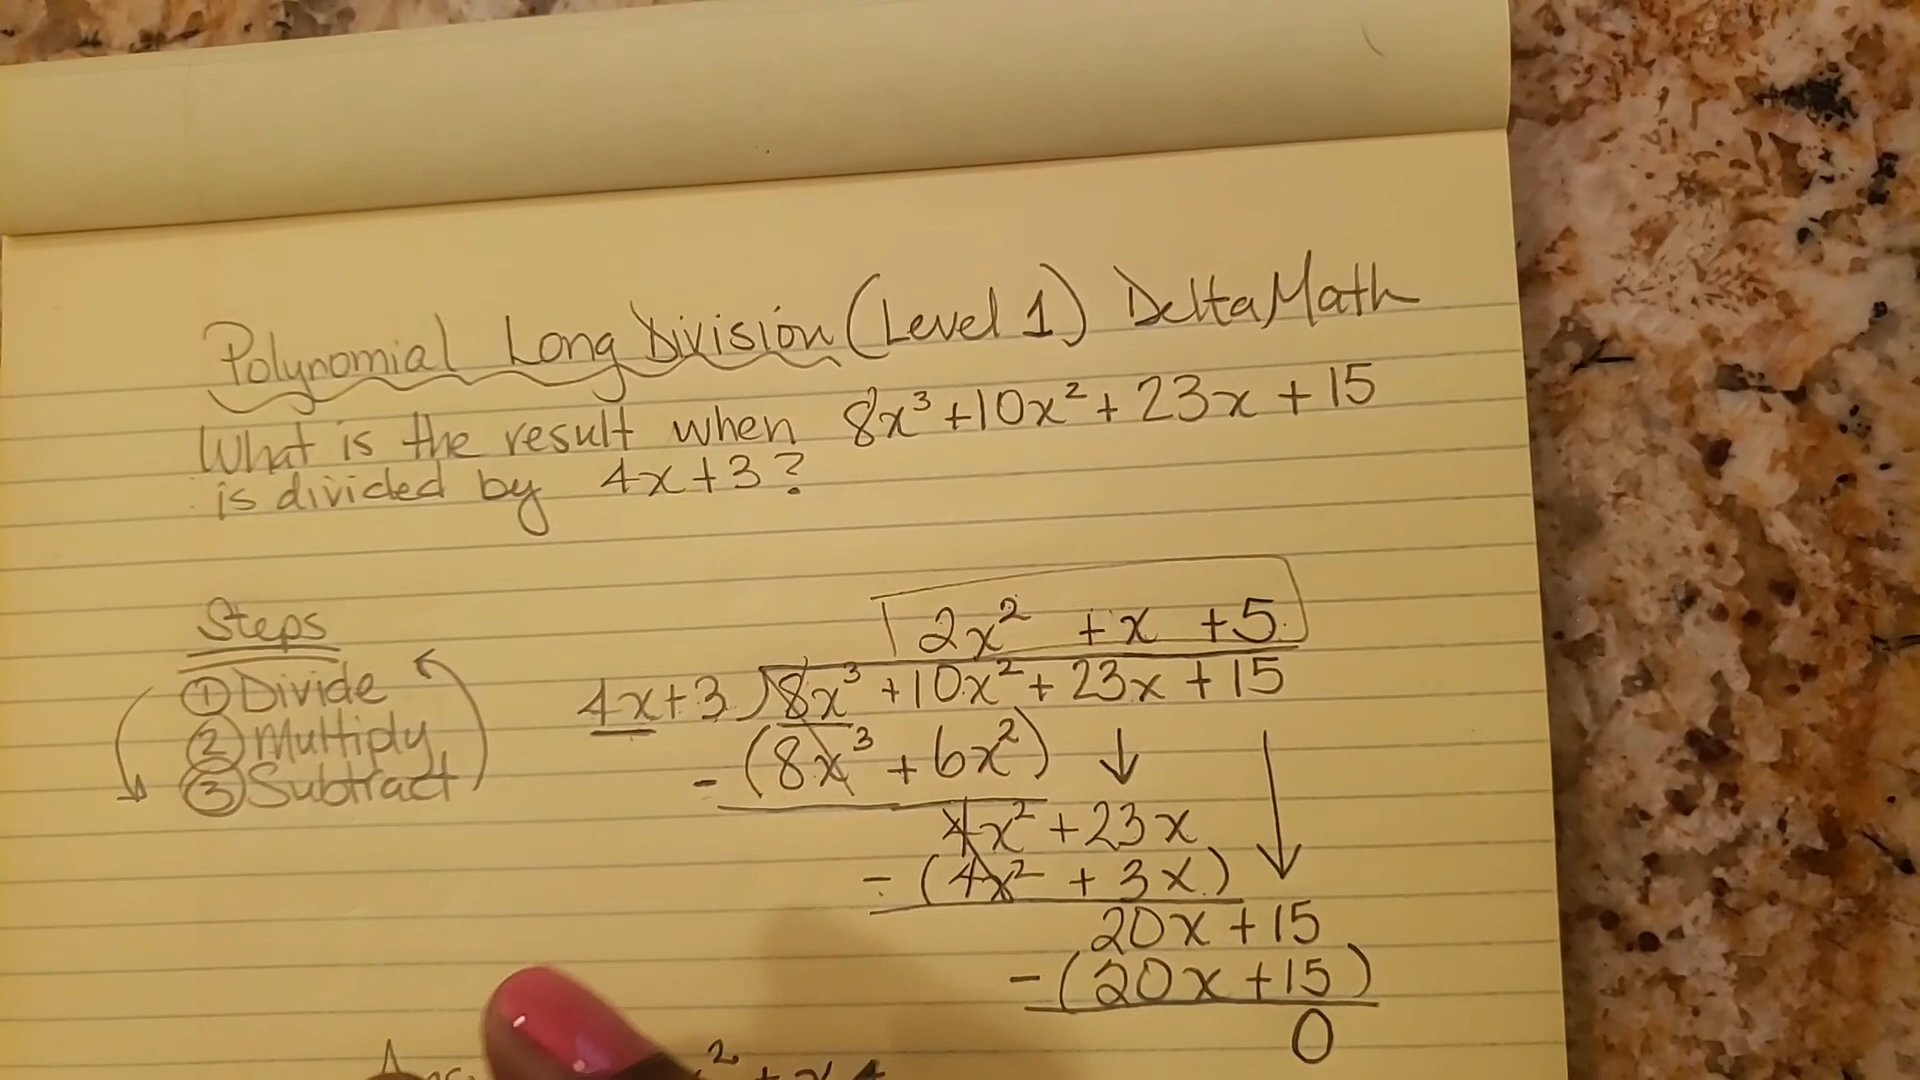 Polynomial Long Division (Level 1) DeltaMath
What is the result when 8x³ + 10x² + 23x + 15
is divided by 4x + 3?
Steps
① Divide
② Multiply
③ Subtract
2x² + x + 5
4x + 3 ) 8x³ + 10x² + 23x + 15
- (8x³ + 6x²)
4x² + 23x
- (4x² + 3x)
20x + 15
- (20x + 15)
0
² + x +